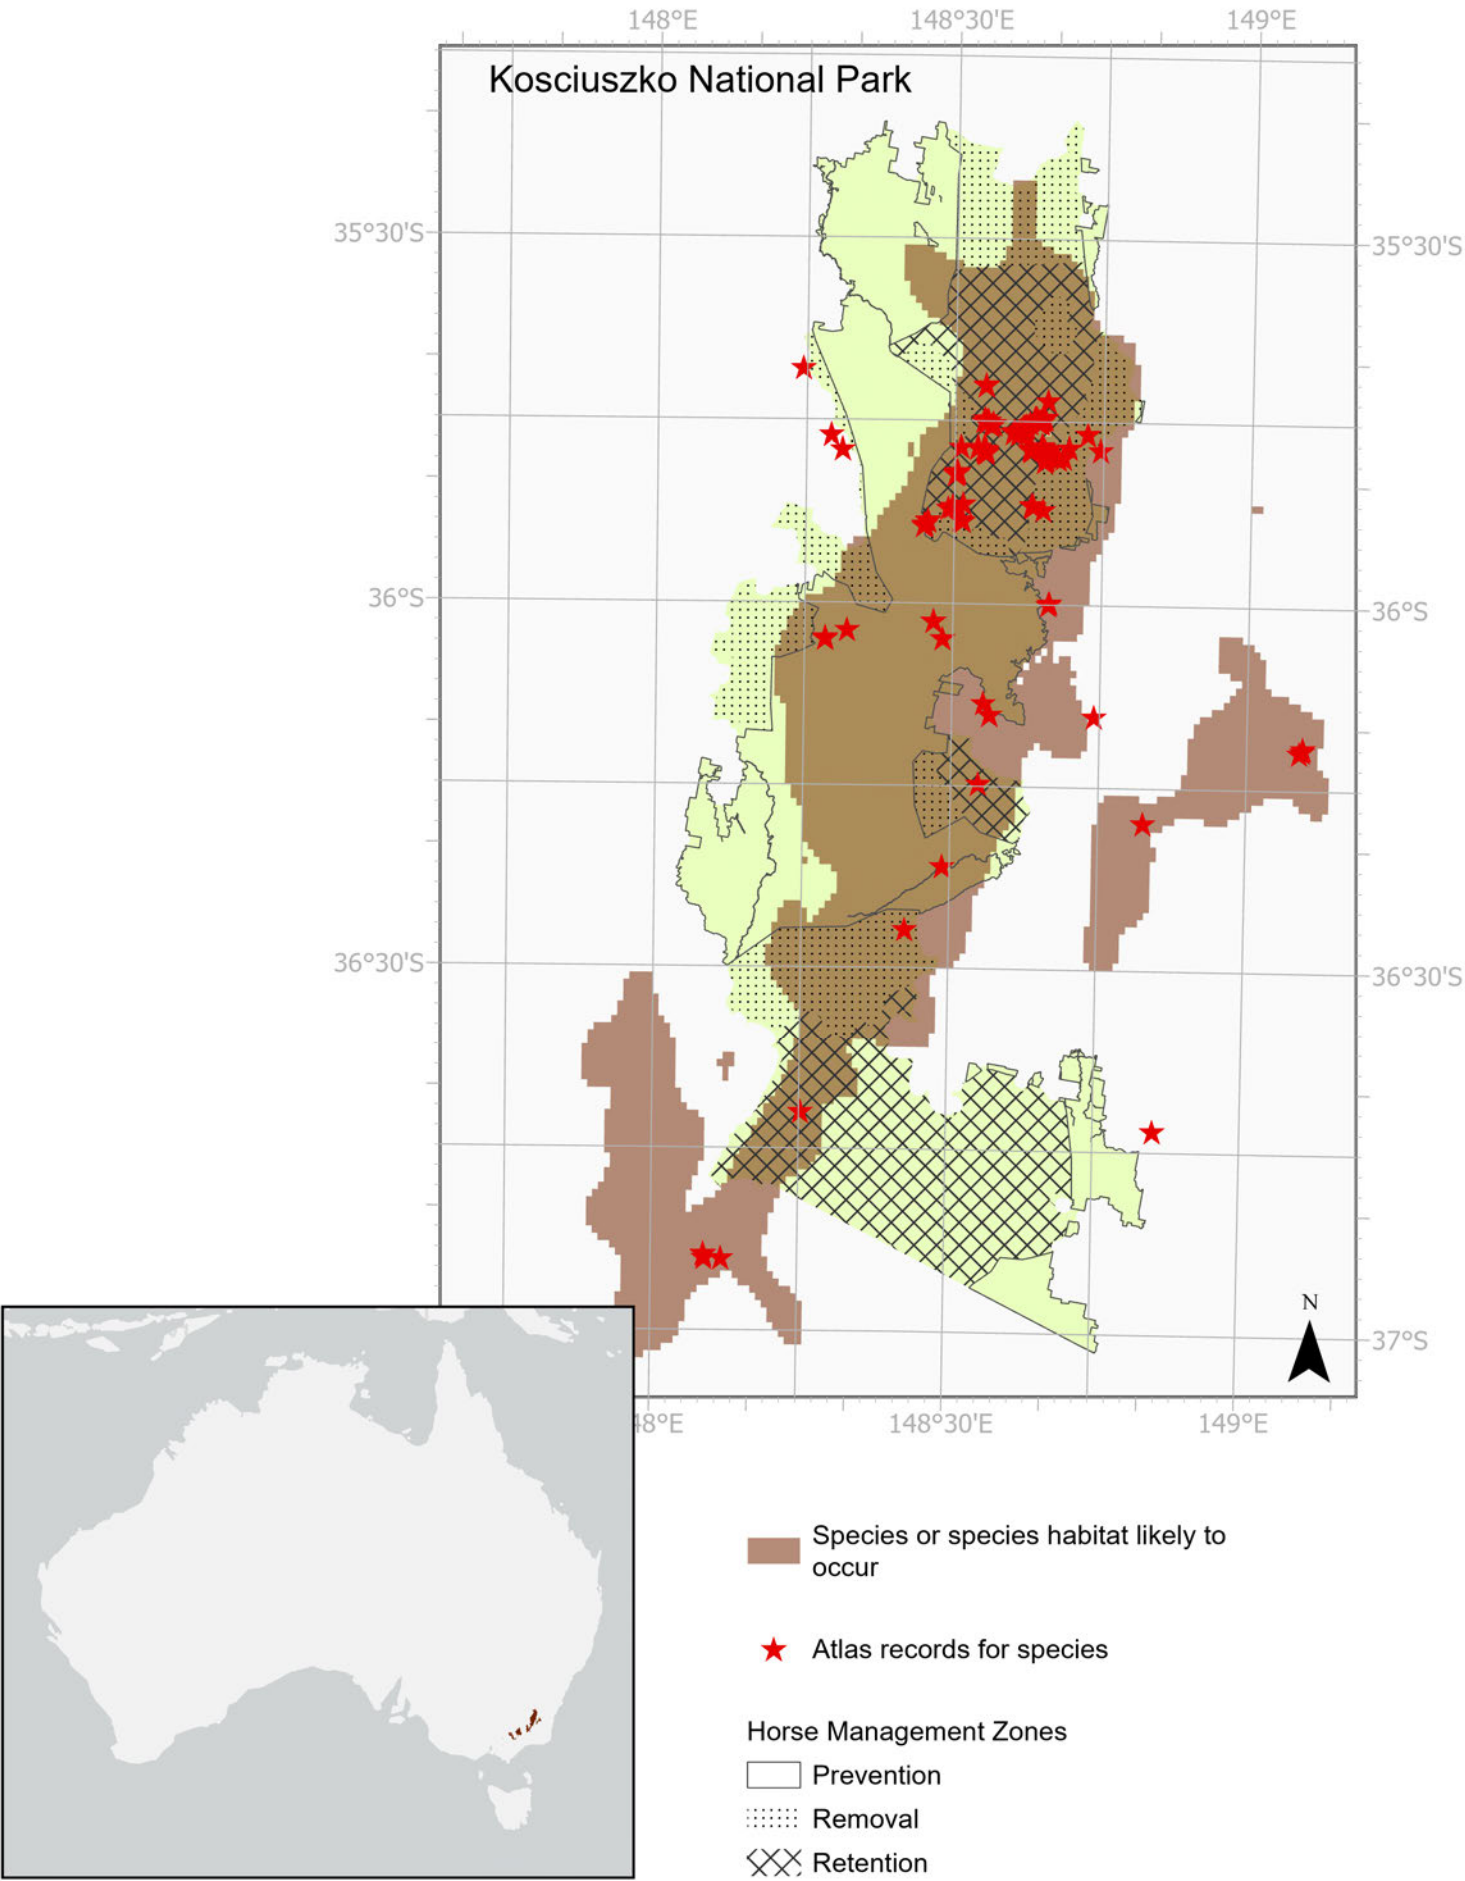 148°E 148°30'E 149°E
Kosciuszko National Park
35°30'S 35°30'S
36°S 36°S
36°30'S 36°30'S
N
37°S
48°E 148°30'E 149°E
Species or species habitat likely to
occur
Atlas records for species
Horse Management Zones
Prevention
Removal
Retention